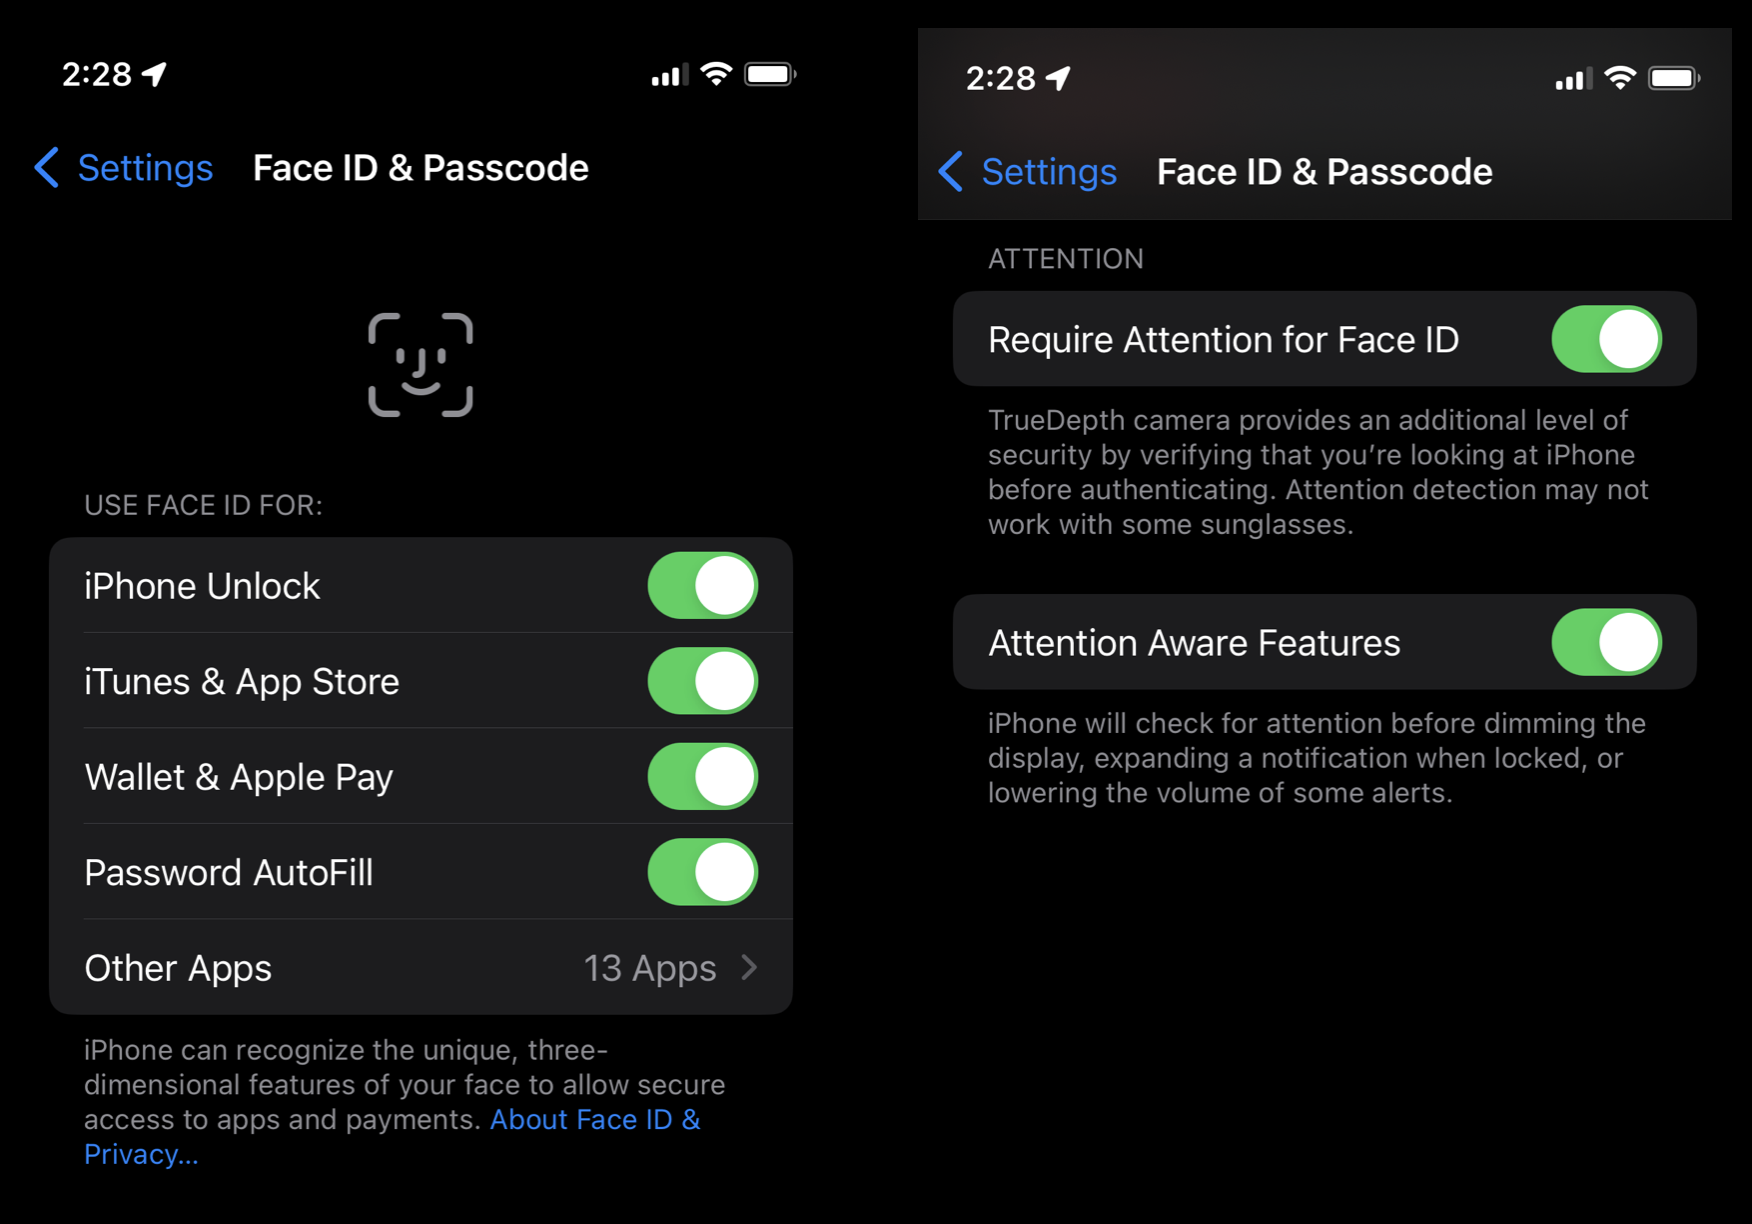 2:28
Settings Face ID & Passcode
USE FACE ID FOR:
iPhone Unlock
iTunes & App Store
Wallet & Apple Pay
Password AutoFill
Other Apps 13 Apps
iPhone can recognize the unique, three-
dimensional features of your face to allow secure
access to apps and payments. About Face ID &
Privacy...
2:28
Settings Face ID & Passcode
ATTENTION
Require Attention for Face ID
TrueDepth camera provides an additional level of
security by verifying that you’re looking at iPhone
before authenticating. Attention detection may not
work with some sunglasses.
Attention Aware Features
iPhone will check for attention before dimming the
display, expanding a notification when locked, or
lowering the volume of some alerts.